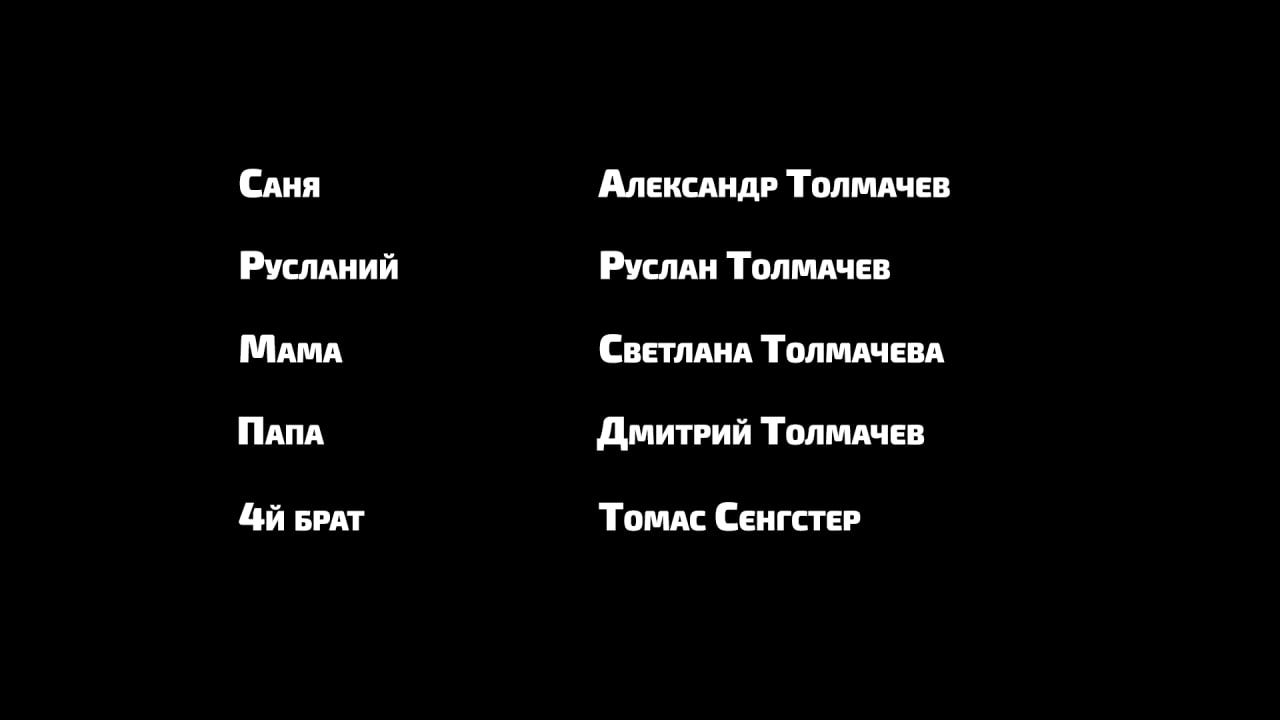 Саня Александр Толмачев
Русланий Руслан Толмачев
Мама Светлана Толмачева
Папа Дмитрий Толмачев
4й брат Томас Сенгстер